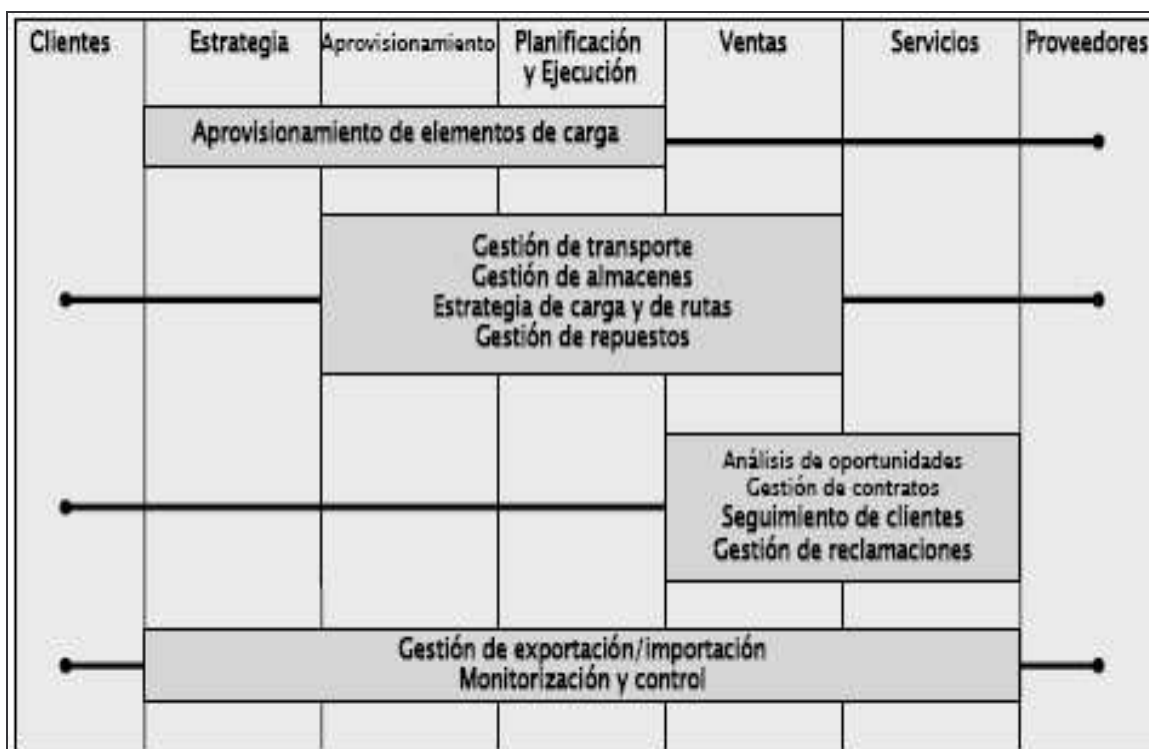 Clientes
Estrategia
Aprovisionamiento
Planificación
y Ejecución
Ventas
Servicios
Proveedores
Aprovisionamiento de elementos de carga
Gestión de transporte
Gestión de almacenes
Estrategia de carga y de rutas
Gestión de repuestos
Análisis de oportunidades
Gestión de contratos
Seguimiento de clientes
Gestión de reclamaciones
Gestión de exportación/importación
Monitorización y control